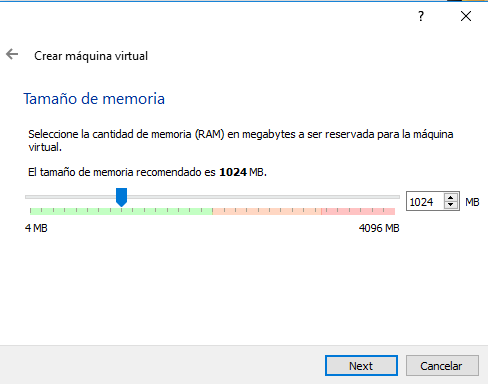 ?
Crear máquina virtual
Tamaño de memoria
Seleccione la cantidad de memoria (RAM) en megabytes a ser reservada para la máquina
virtual.
El tamaño de memoria recomendado es 1024 MB.
1024 MB
4 MB 4096 MB
Next Cancelar